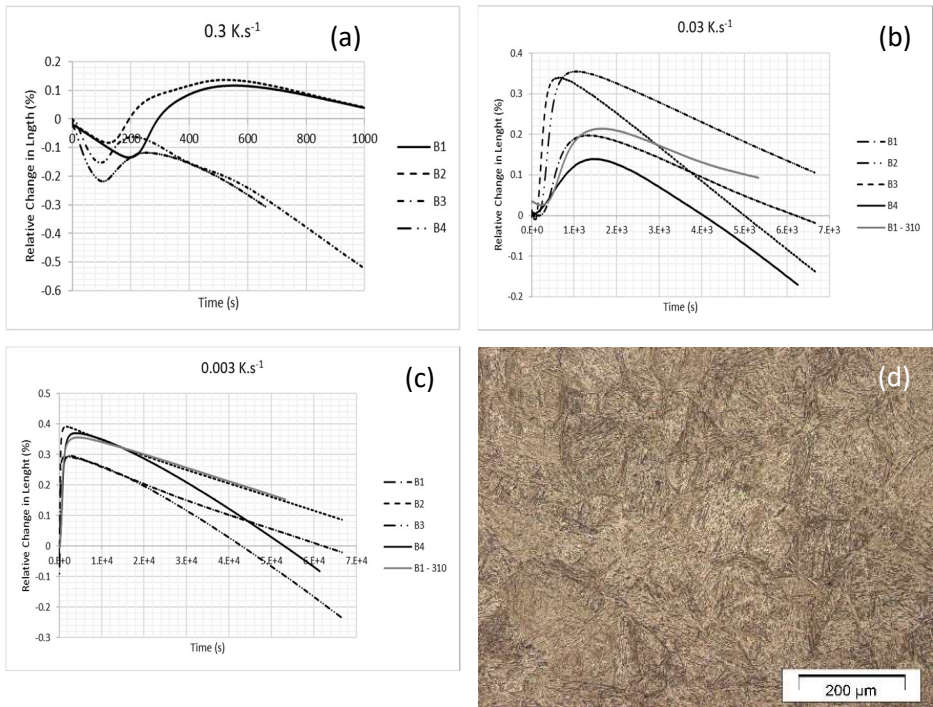 0.3 K.s⁻¹
(a)
Relative Change in Lngth (%)
0.2
0.1
0
-0.1
-0.2
-0.3
-0.4
-0.5
-0.6
0 200 400 600 800 1000
Time (s)
B1
B2
B3
B4
0.03 K.s⁻¹
(b)
Relative Change in Length (%)
0.4
0.3
0.2
0.1
0
-0.1
-0.2
0.E+0 1.E+3 2.E+3 3.E+3 4.E+3 5.E+3 6.E+3 7.E+3
Time (s)
B1
B2
B3
B4
B1 - 310
0.003 K.s⁻¹
(c)
Relative Change in Lenght (%)
0.5
0.4
0.3
0.2
0.1
0
-0.1
-0.2
-0.3
0.E+0 1.E+4 2.E+4 3.E+4 4.E+4 5.E+4 6.E+4 7.E+4
Time (s)
B1
B2
B3
B4
B1 - 310
(d)
200 µm